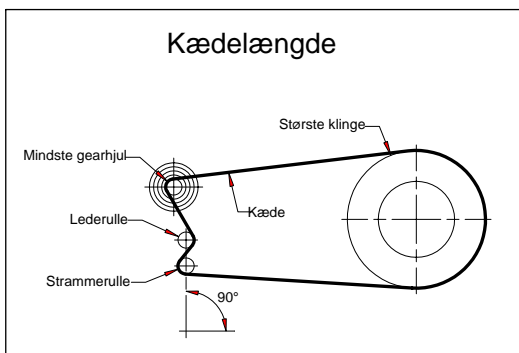 Kædelængde
Største klinge
Mindste gearhjul
Kæde
Lederulle
Strammerulle
90°